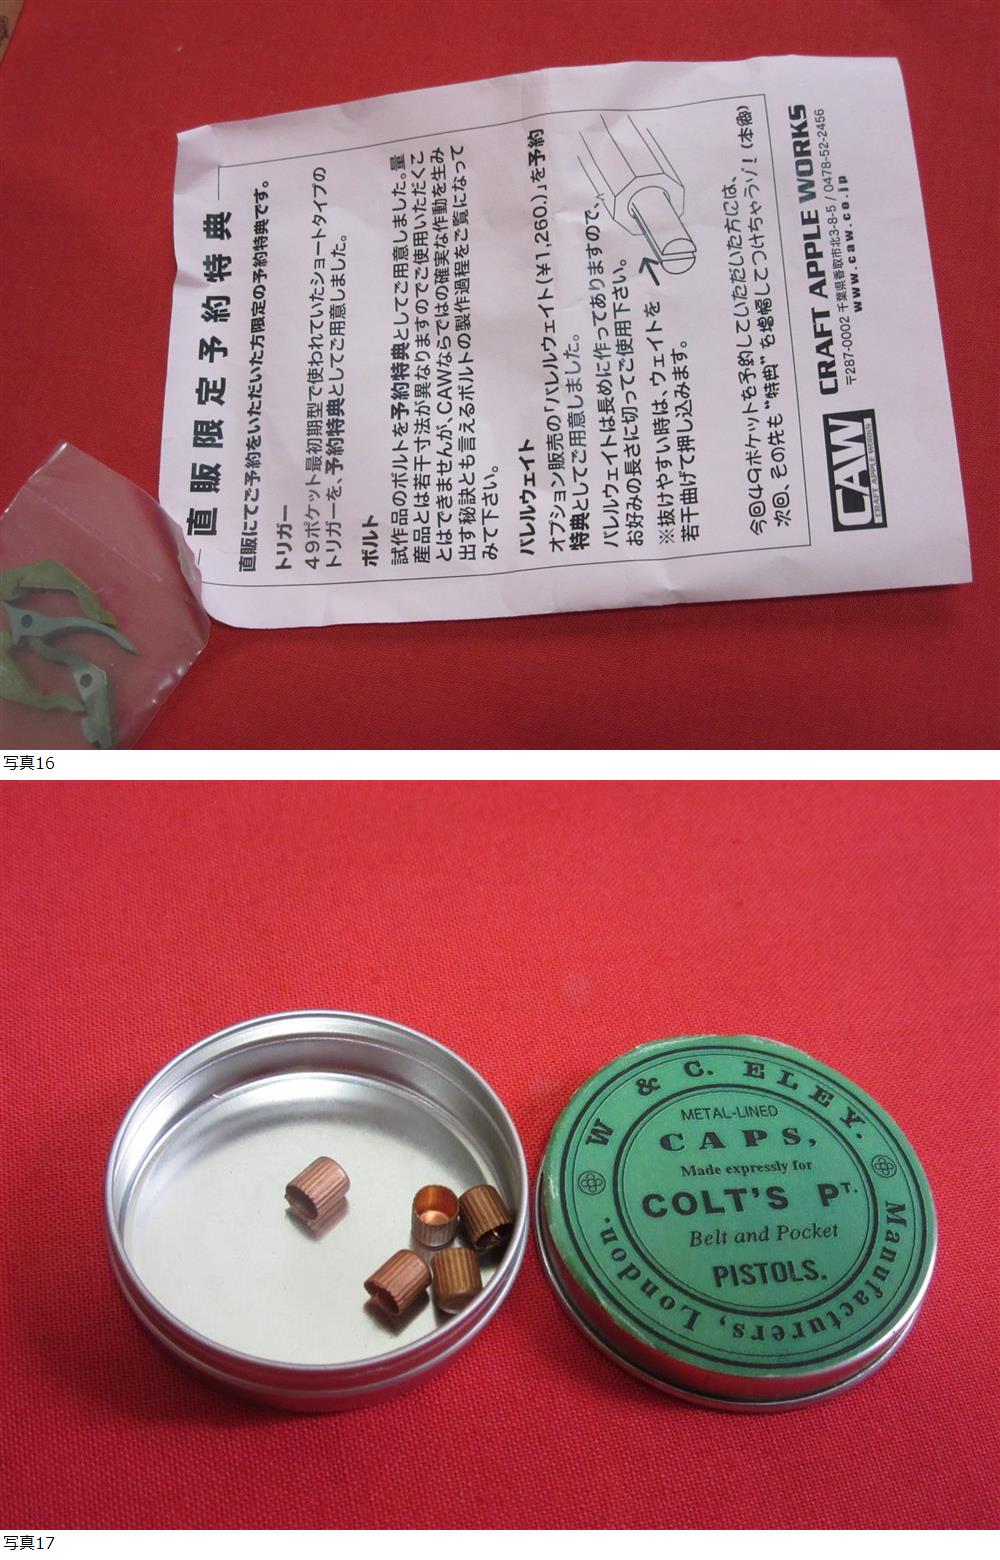 直販限定予約特典
直販にてご予約をいただいた方限定の予約特典です。
トリガー
49ポケット最初期型で使われていたショートタイプの
トリガーを、予約特典としてご用意しました。
ボルト
試作品のボルトを予約特典としてご用意しました。量
産品とは若干寸法が異なりますのでご使用いただくこ
とはできませんが、CAWならではの確実な作動を生み
出す秘訣とも言えるボルトの製作過程をご覧になって
みて下さい。
バレルウェイト
オプション販売の「バレルウェイト(¥1,260.)」を予約
特典としてご用意しました。
バレルウェイトは長めに作ってありますので、
お好みの長さに切ってご使用下さい。
※抜けやすい時は、ウェイトを
若干曲げて押し込みます。
今回49ポケットを予約していただいた方には、
次回、その先も"特典"を増幅してつけちゃうゾ!(本郷)
CAW
CRAFT APPLE WORKS
CRAFT APPLE WORKS
〒287-0002 千葉県香取市北3-8-5 / 0478-52-2456
www.caw.co.jp
写真16
W & C. ELEY.
Manufacturers, London.
METAL-LINED
CAPS,
Made expressly for
COLT'S PT.
Belt and Pocket
PISTOLS.
写真17